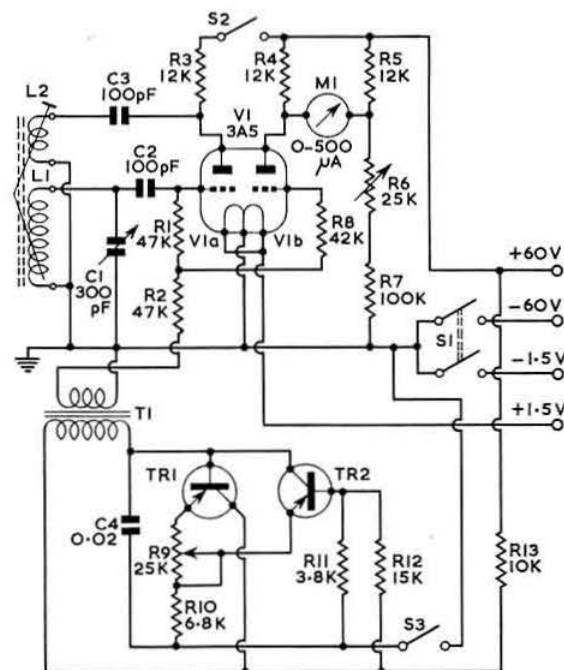 S2
R3
12K
R4
12K
R5
12K
C3
100pF
L2
V1
3A5
M1
0-500
μA
C2
100pF
L1
R6
25K
R1
47K
V1a
V1b
R8
42K
C1
300
pF
R2
47K
R7
100K
+60V
-60V
S1
-1·5V
+1·5V
T1
TR1
TR2
C4
0·02
R9
25K
R11
3·8K
R12
15K
R13
10K
R10
6·8K
S3